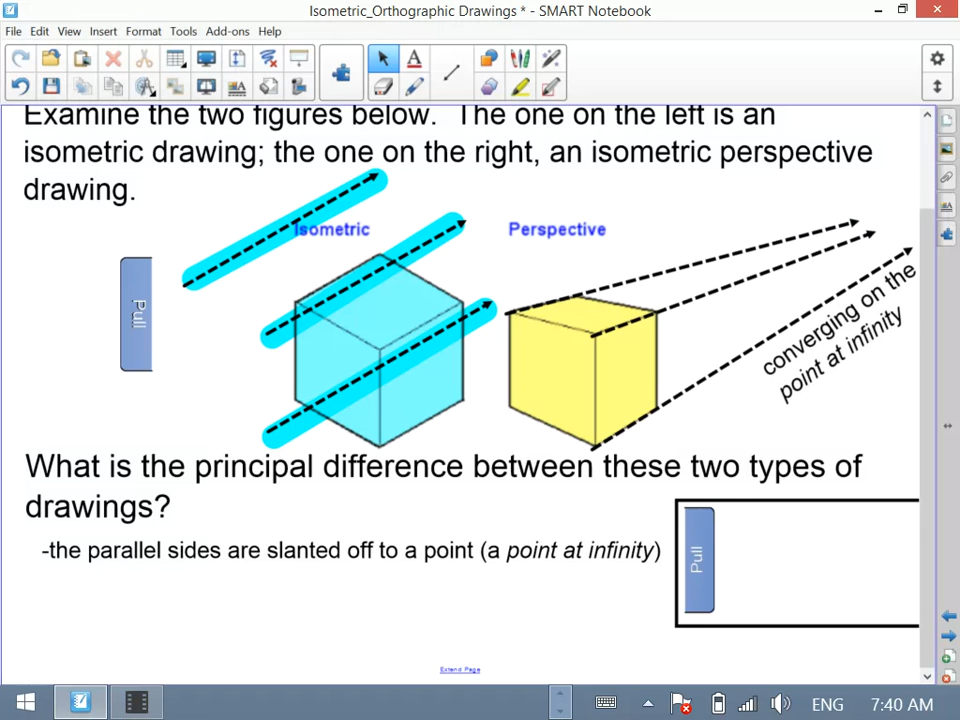 Isometric_Orthographic Drawings * - SMART Notebook
File Edit View Insert Format Tools Add-ons Help
Examine the two figures below. The one on the left is an
isometric drawing; the one on the right, an isometric perspective
drawing.
Isometric
Perspective
Pull
converging on the
point at infinity
What is the principal difference between these two types of
drawings?
-the parallel sides are slanted off to a point (a point at infinity)
Pull
Extend Page
ENG 7:40 AM